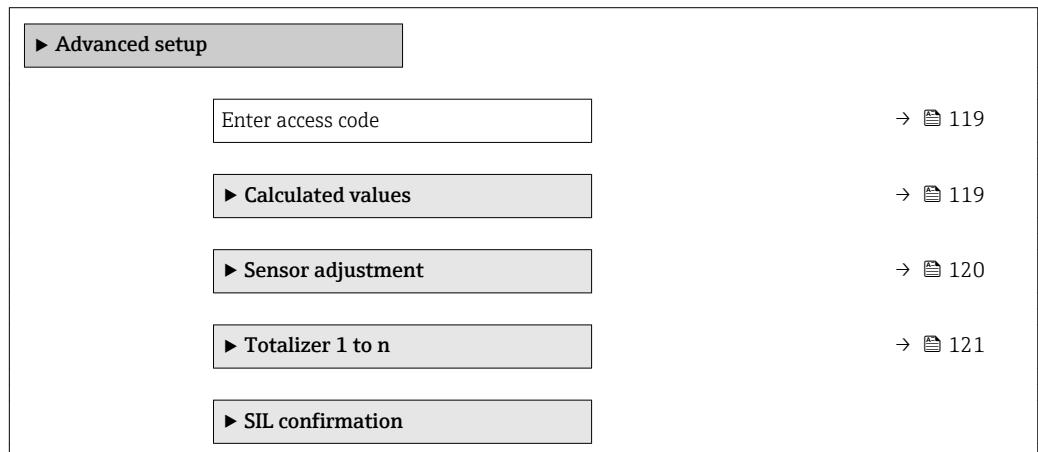 ▶ Advanced setup
Enter access code → 119
▶ Calculated values → 119
▶ Sensor adjustment → 120
▶ Totalizer 1 to n → 121
▶ SIL confirmation